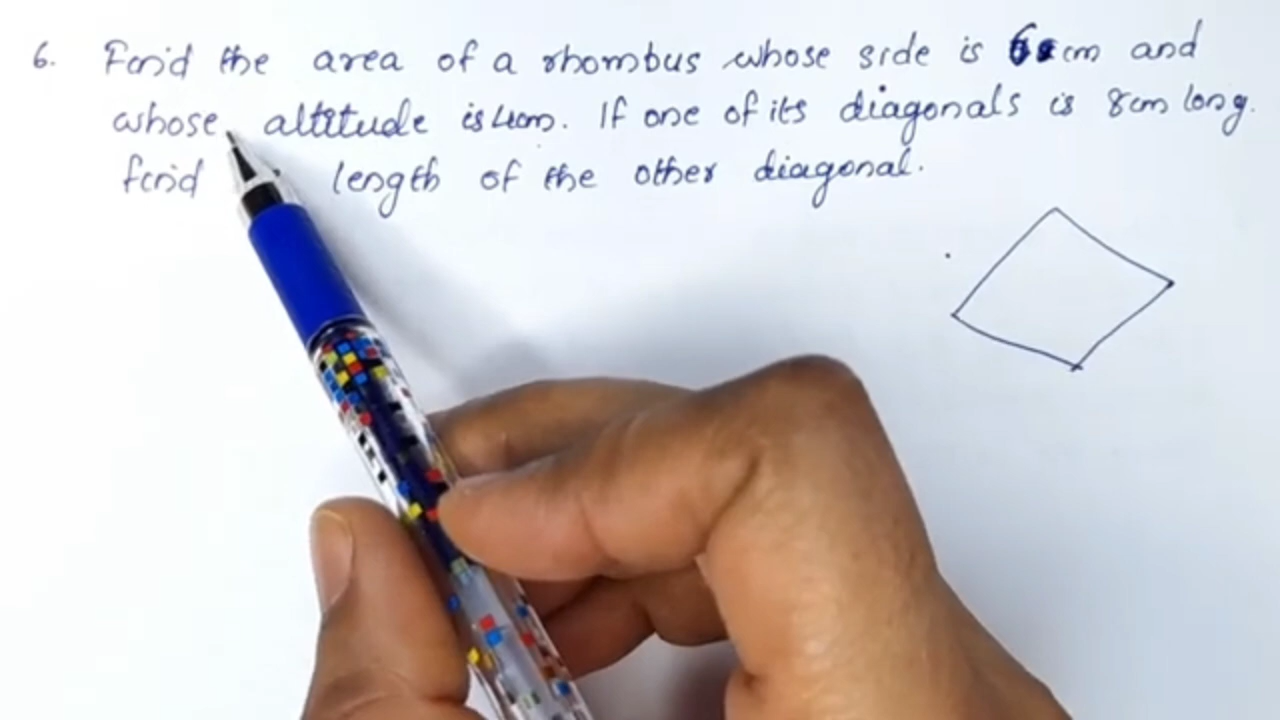 6. Find the area of a rhombus whose side is 6 cm and
whose altitude is 4cm. If one of its diagonals is 8cm long.
find length of the other diagonal.